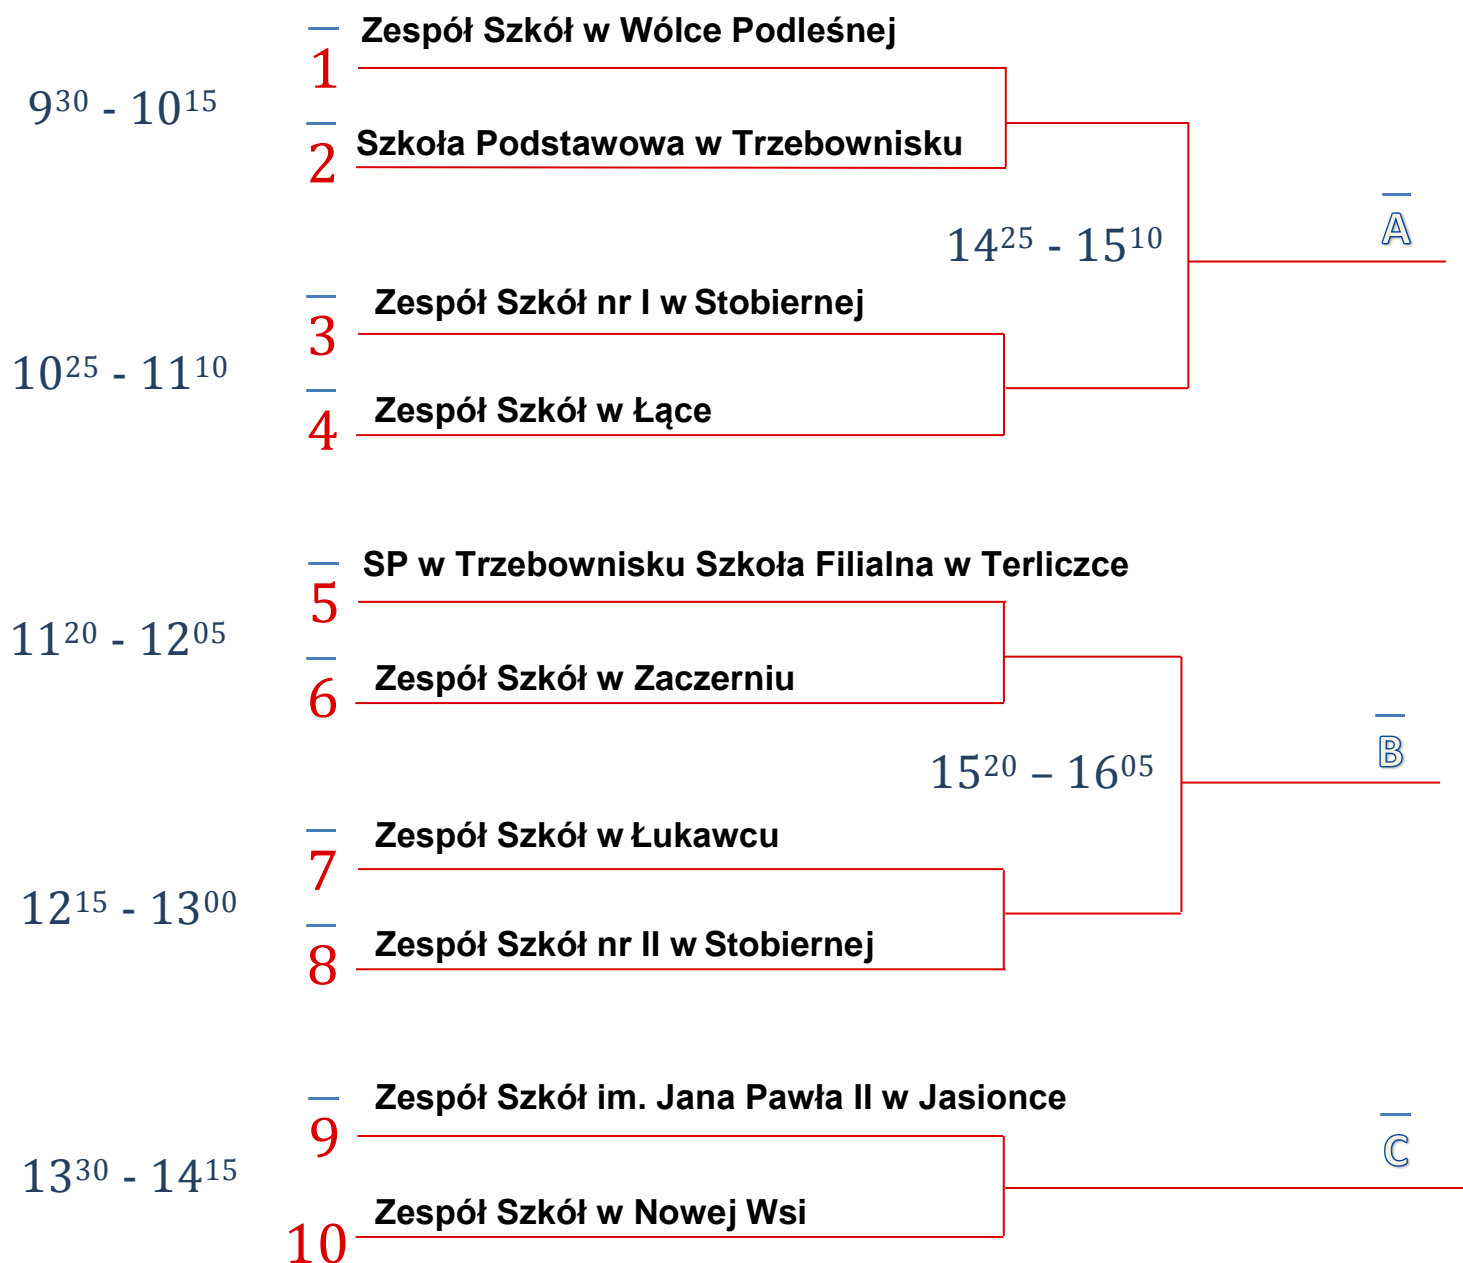 Zespół Szkół w Wólce Podleśnej
1
9³⁰ - 10¹⁵
Szkoła Podstawowa w Trzebownisku
2
A
14²⁵ - 15¹⁰
Zespół Szkół nr I w Stobiernej
3
10²⁵ - 11¹⁰
Zespół Szkół w Łące
4
SP w Trzebownisku Szkoła Filialna w Terliczce
5
11²⁰ - 12⁰⁵
Zespół Szkół w Zaczerniu
6
B
15²⁰ – 16⁰⁵
Zespół Szkół w Łukawcu
7
12¹⁵ - 13⁰⁰
Zespół Szkół nr II w Stobiernej
8
Zespół Szkół im. Jana Pawła II w Jasionce
9
C
13³⁰ - 14¹⁵
Zespół Szkół w Nowej Wsi
10